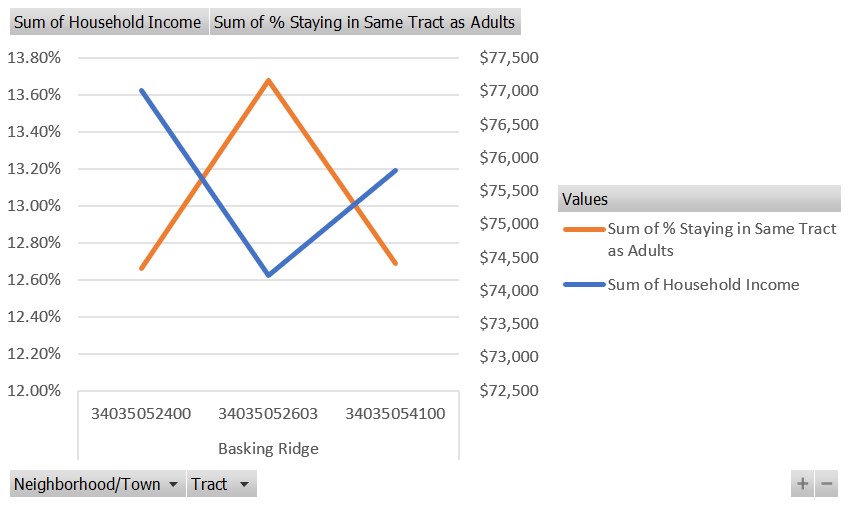 Sum of Household Income Sum of % Staying in Same Tract as Adults
13.80% $77,500
13.60% $77,000
13.40% $76,500
13.20% $76,000
13.00% $75,500
12.80% $75,000
12.60% $74,500
12.40% $74,000
12.20% $73,500
12.00% $73,000
$72,500
Values
Sum of % Staying in Same Tract
as Adults
Sum of Household Income
34035052400 34035052603 34035054100
Basking Ridge
Neighborhood/Town Tract
+ −